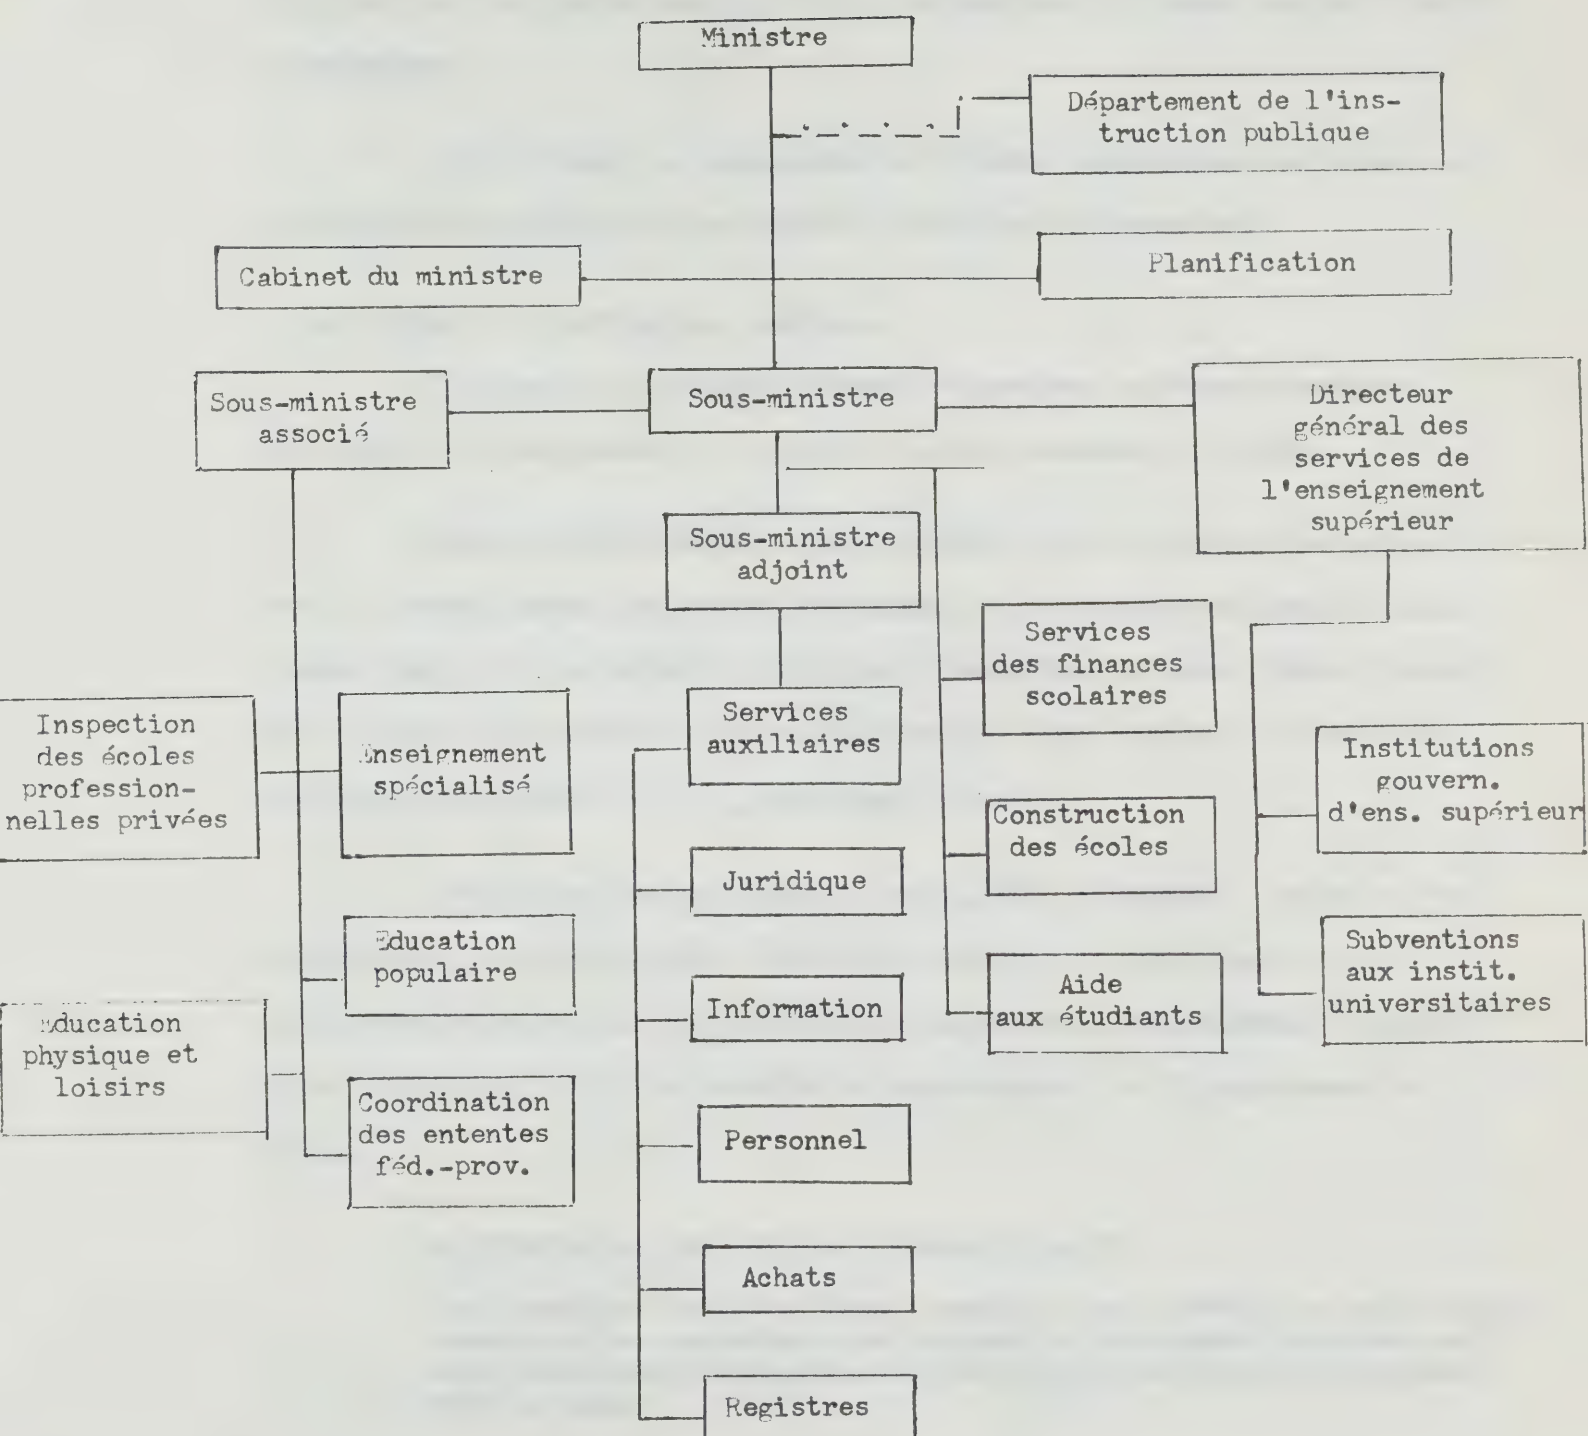 Ministre
Département de l'ins-
truction publique
Cabinet du ministre
Planification
Sous-ministre
associé
Sous-ministre
Directeur
général des
services de
l'enseignement
supérieur
Sous-ministre
adjoint
Services
des finances
scolaires
Inspection
des écoles
profession-
nelles privées
Enseignement
spécialisé
Services
auxiliaires
Institutions
gouvern.
d'ens. supérieur
Construction
des écoles
Juridique
Education
populaire
Subventions
aux instit.
universitaires
Aide
aux étudiants
Information
Education
physique et
loisirs
Coordination
des ententes
féd.-prov.
Personnel
Achats
Registres